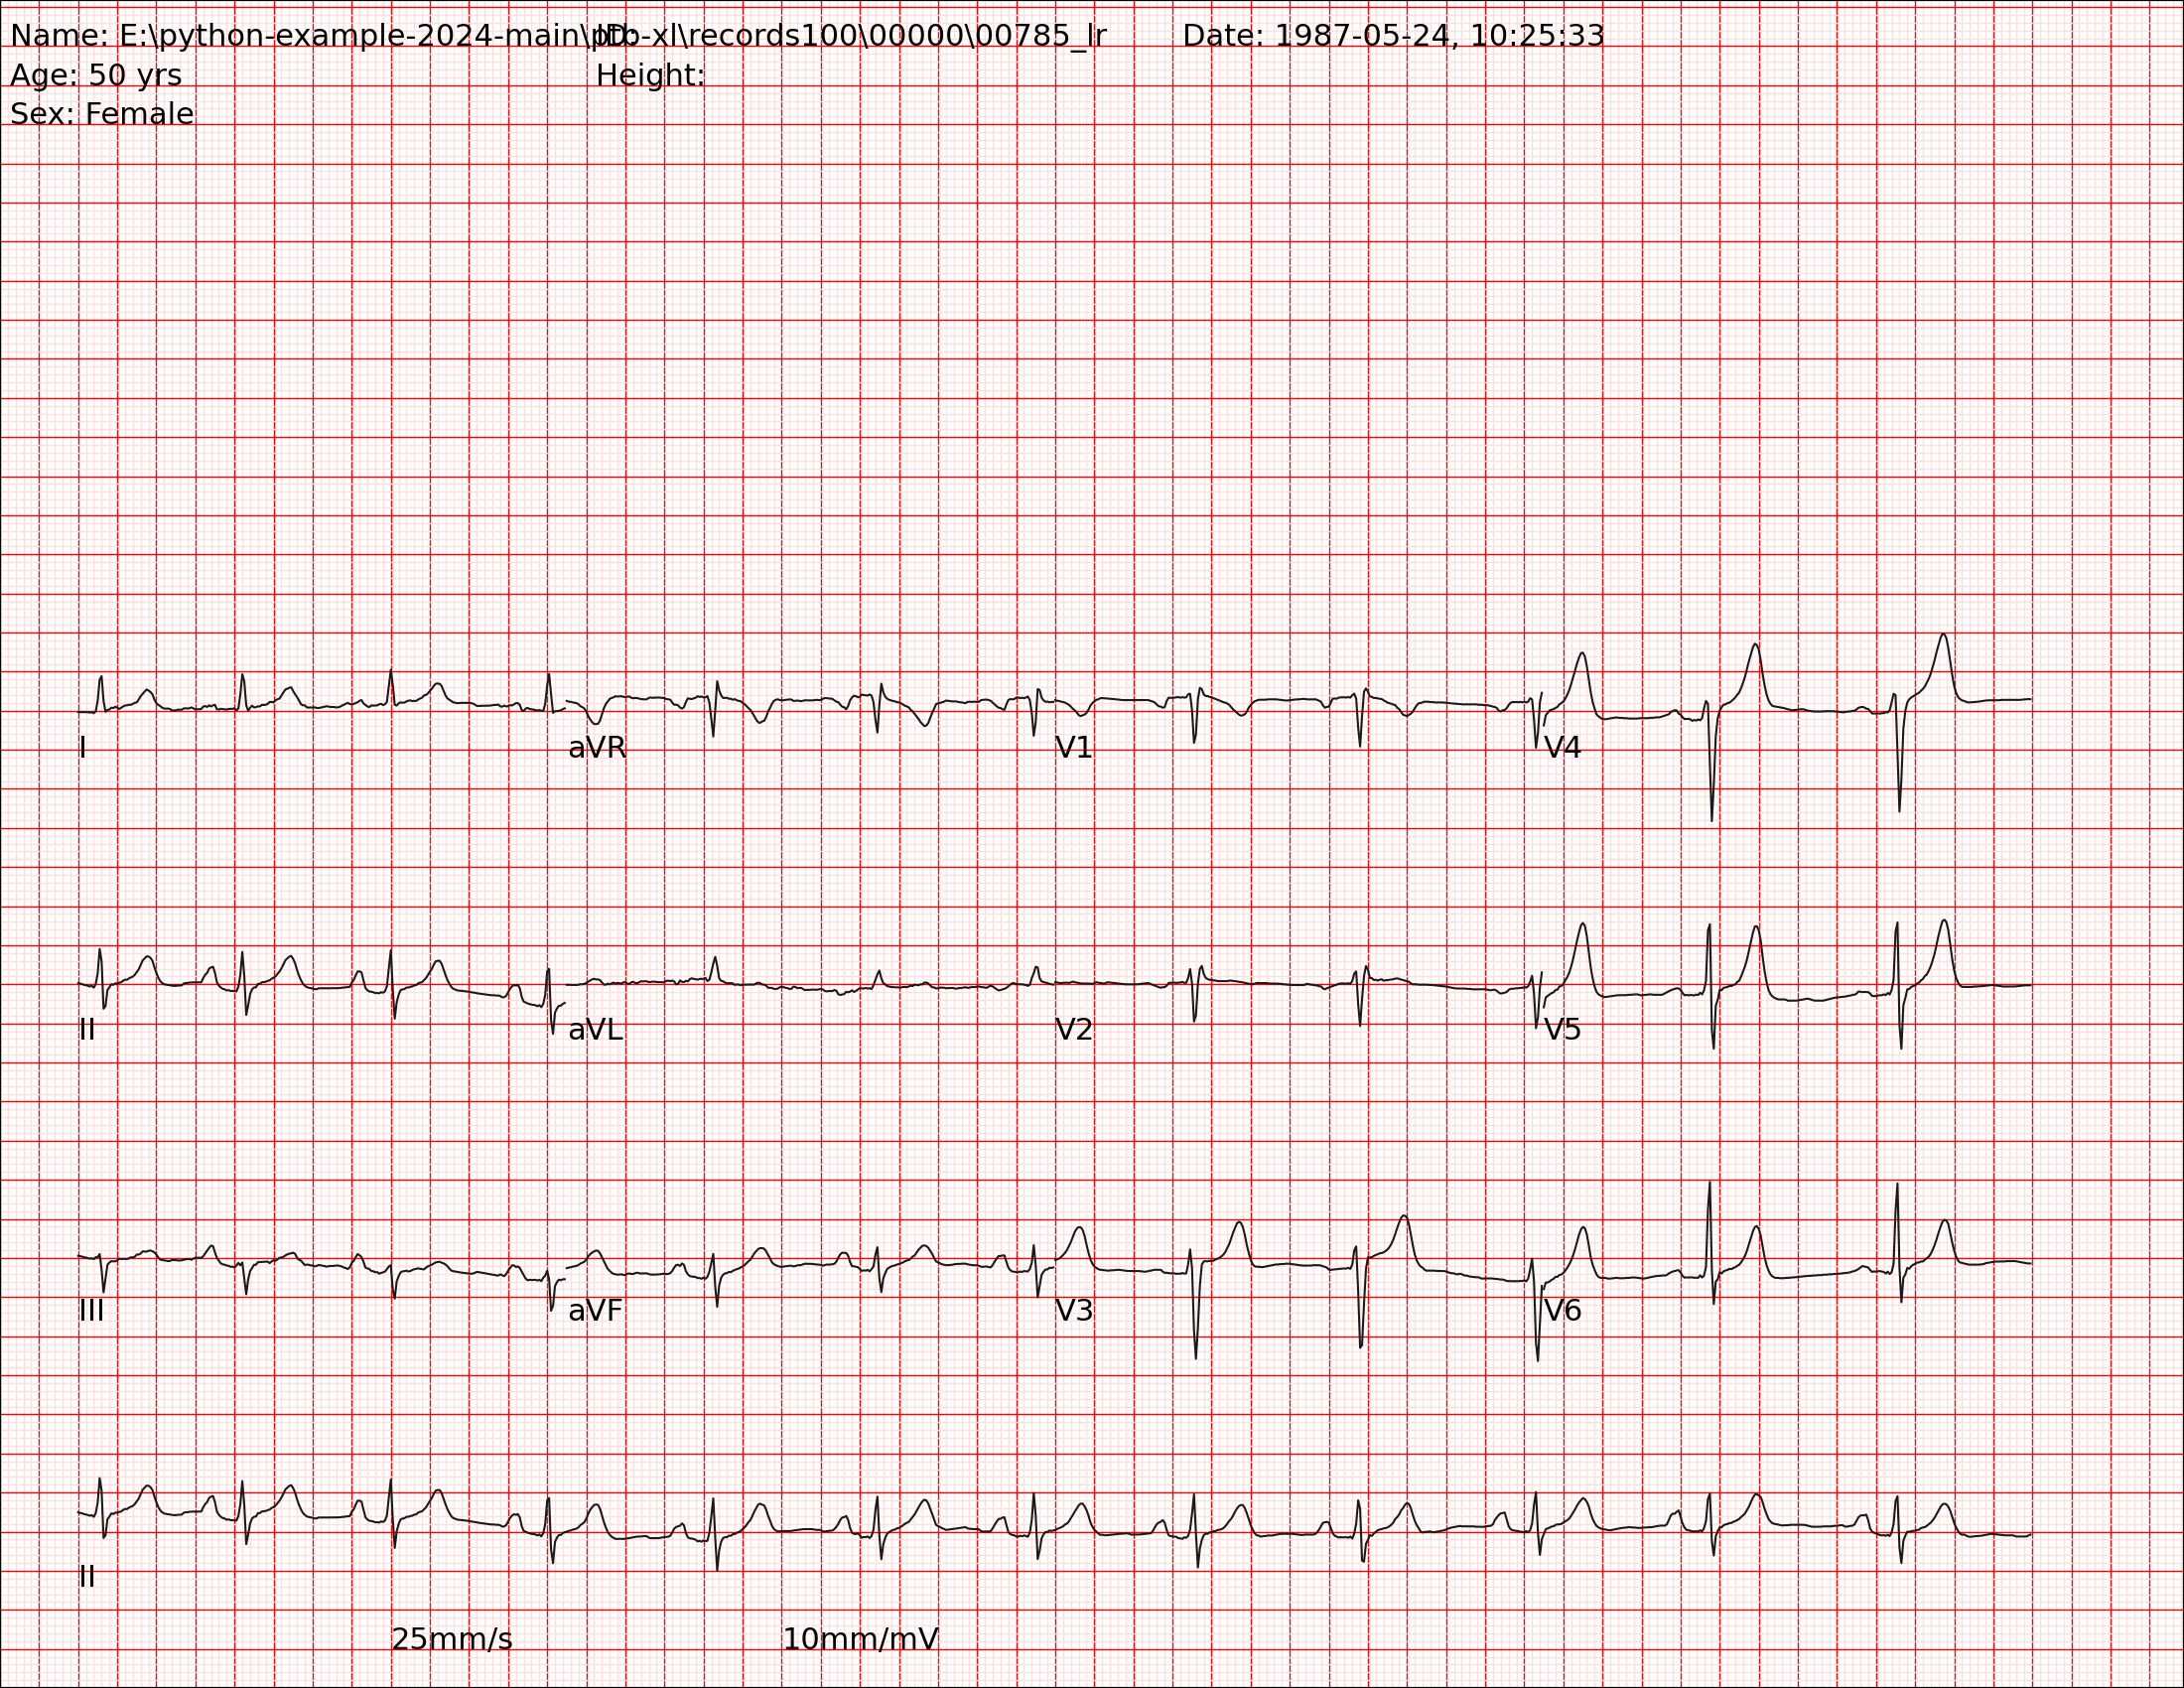 Name: E:\python-example-2024-main\ptb-xl\records100\00000\00785_lr ID: Date: 1987-05-24, 10:25:33
Age: 50 yrs Height:
Sex: Female
I aVR V1 V4
II aVL V2 V5
III aVF V3 V6
II
25mm/s 10mm/mV